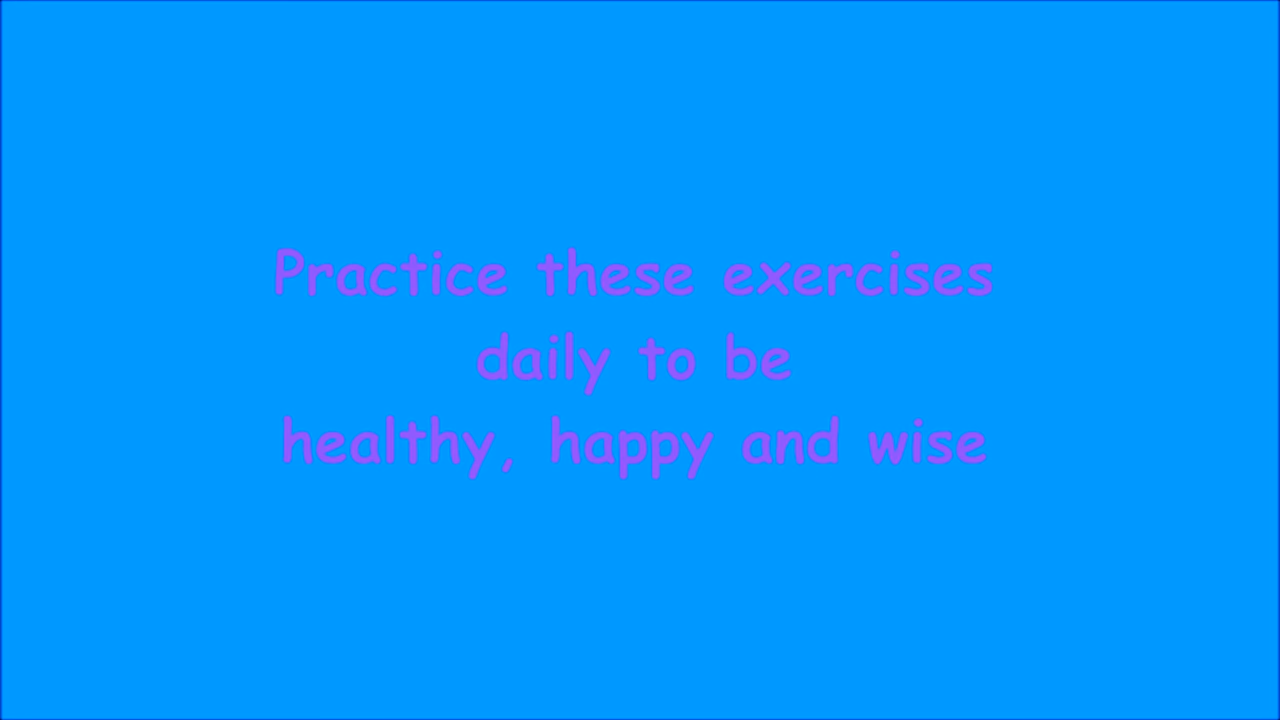 Practice these exercises
daily to be
healthy, happy and wise